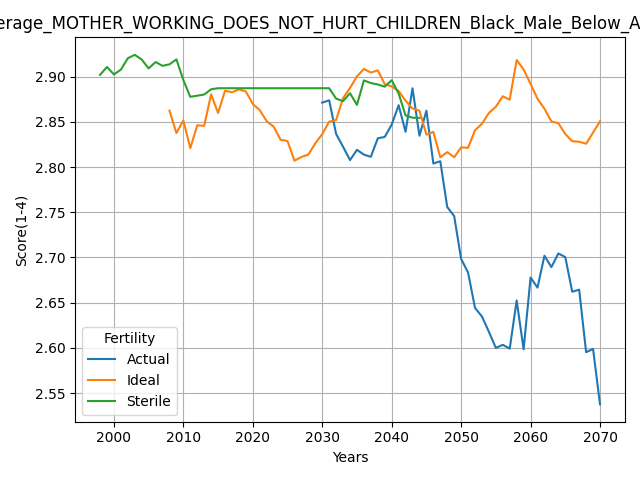 erage_MOTHER_WORKING_DOES_NOT_HURT_CHILDREN_Black_Male_Below_A
Score(1-4)
2.90
2.85
2.80
2.75
2.70
2.65
2.60
2.55
Fertility
Actual
Ideal
Sterile
2000 2010 2020 2030 2040 2050 2060 2070
Years